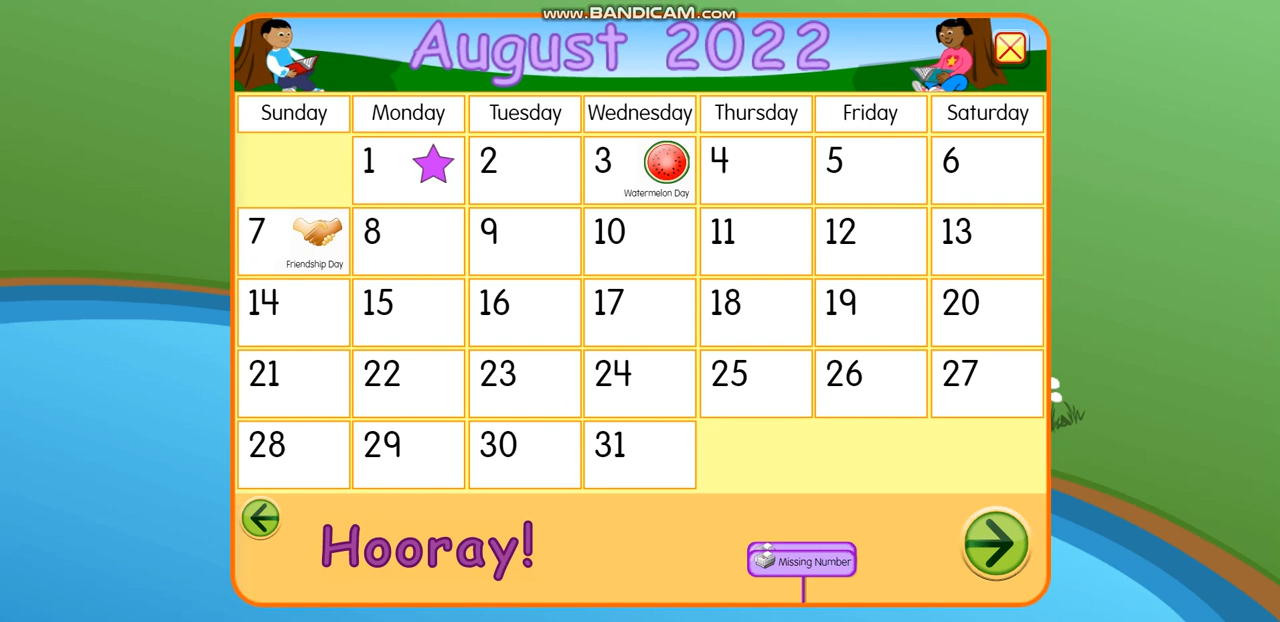 www.BANDICAM.com
August 2022
Sunday Monday Tuesday Wednesday Thursday Friday Saturday
1 2 3 4 5 6
Watermelon Day
7 8 9 10 11 12 13
Friendship Day
14 15 16 17 18 19 20
21 22 23 24 25 26 27
28 29 30 31
Hooray!
Missing Number